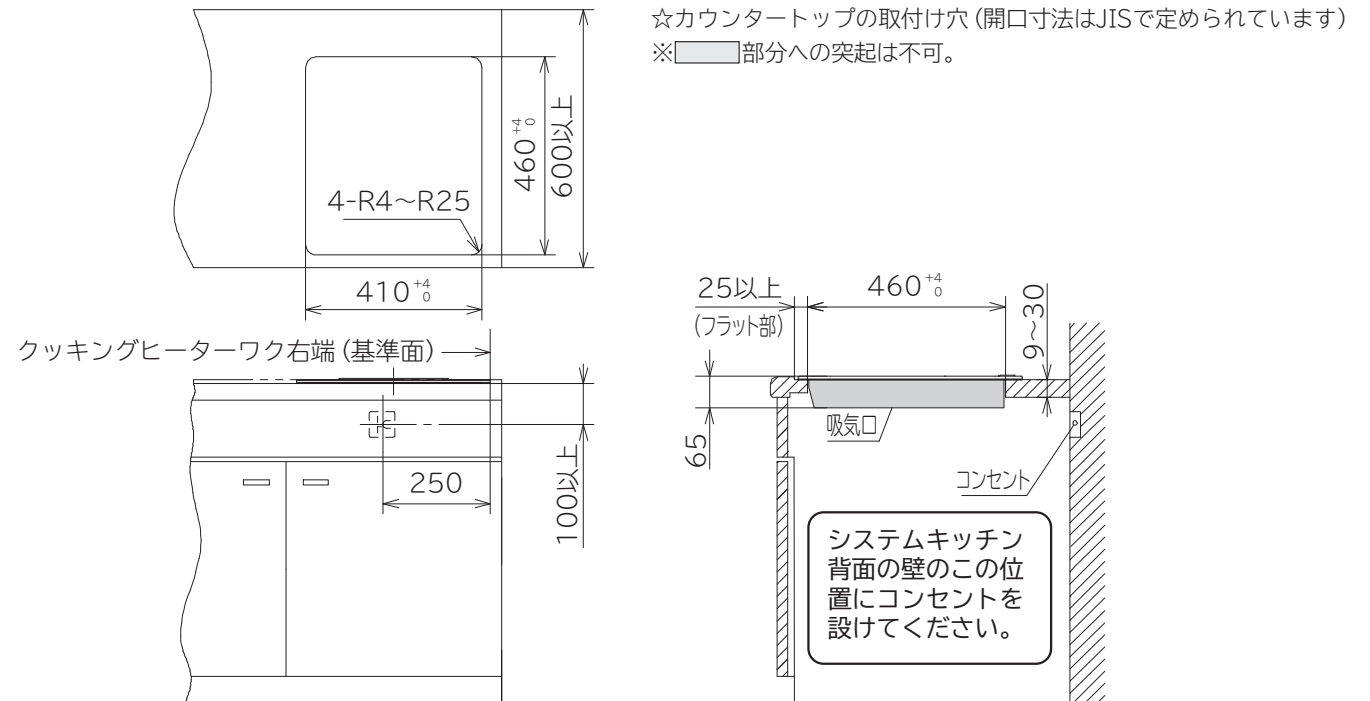 ☆カウンタートップの取付け穴(開口寸法はJISで定められています)
※部分への突起は不可。
460 +4 0
600以上
4-R4～R25
410 +4 0
クッキングヒーターワク右端(基準面)
250
100以上
25以上
(フラット部)
460 +4 0
9～30
65
吸気口
コンセント
システムキッチン
背面の壁のこの位
置にコンセントを
設けてください。